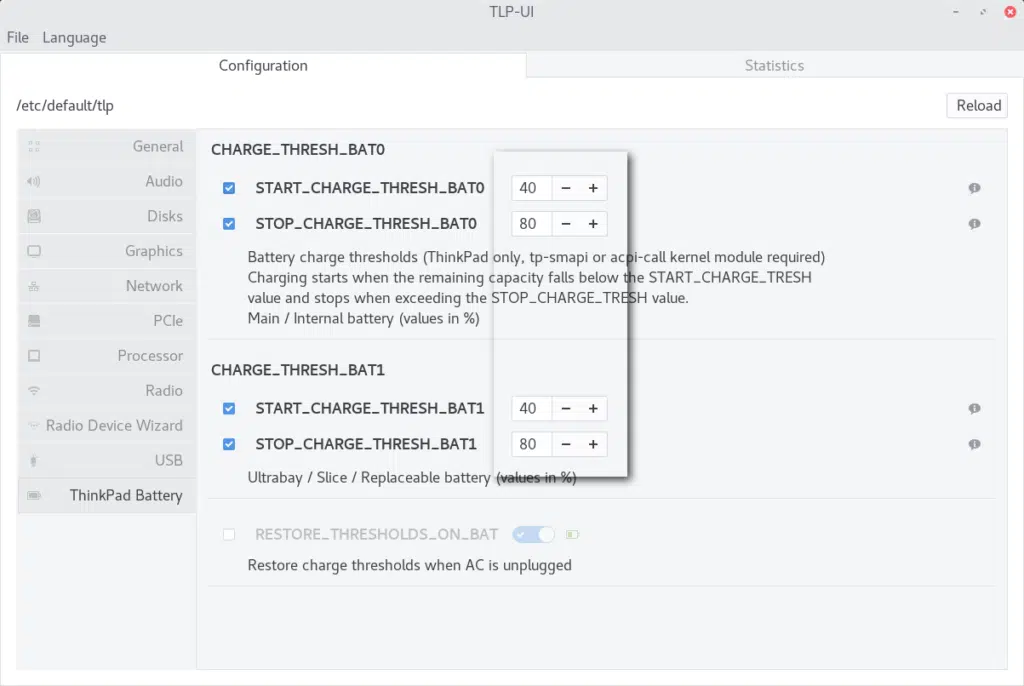 TLP-UI
File Language
Configuration Statistics
/etc/default/tlp
Reload
General
Audio
Disks
Graphics
Network
PCIe
Processor
Radio
Radio Device Wizard
USB
ThinkPad Battery
CHARGE_THRESH_BAT0
START_CHARGE_THRESH_BAT0 40 − +
STOP_CHARGE_THRESH_BAT0 80 − +
Battery charge thresholds (ThinkPad only, tp-smapi or acpi-call kernel module required)
Charging starts when the remaining capacity falls below the START_CHARGE_TRESH
value and stops when exceeding the STOP_CHARGE_TRESH value.
Main / Internal battery (values in %)
CHARGE_THRESH_BAT1
START_CHARGE_THRESH_BAT1 40 − +
STOP_CHARGE_THRESH_BAT1 80 − +
Ultrabay / Slice / Replaceable battery (values in %)
RESTORE_THRESHOLDS_ON_BAT
Restore charge thresholds when AC is unplugged